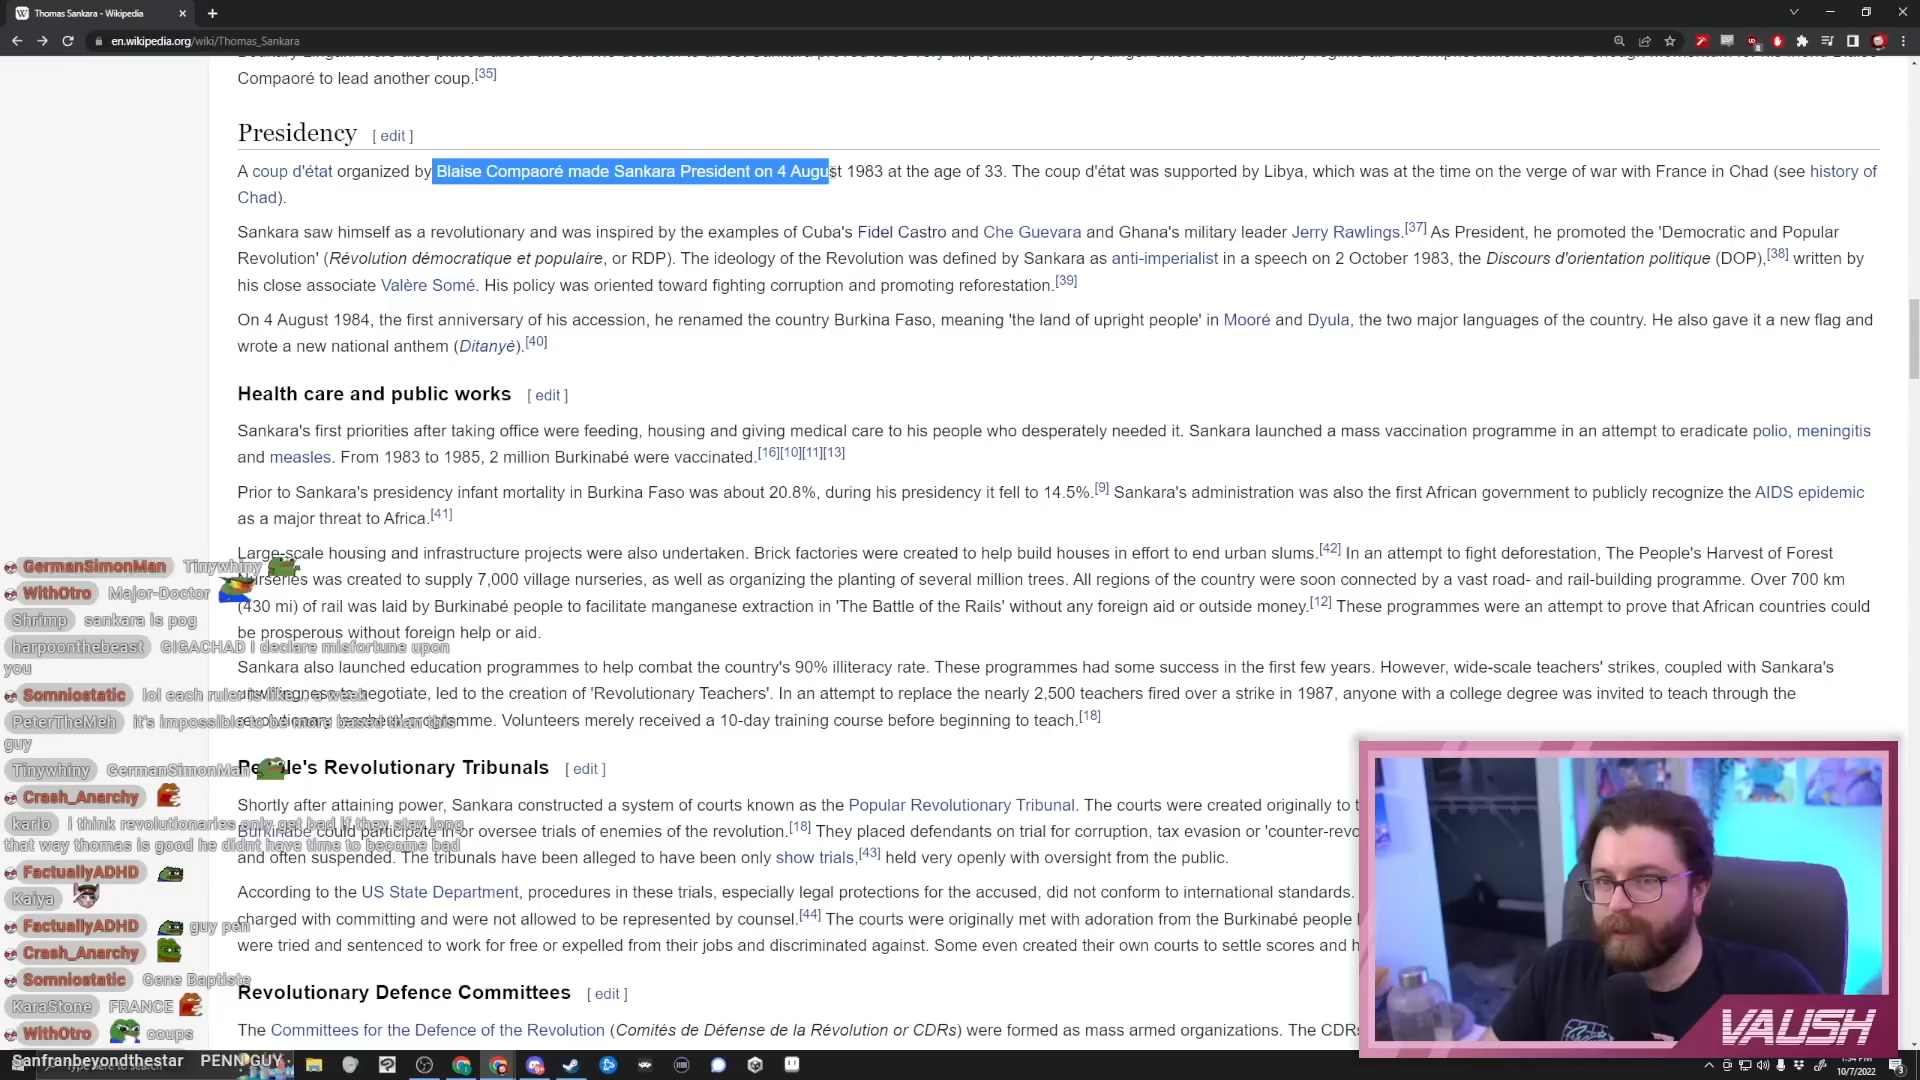 Thomas Sankara - Wikipedia
en.wikipedia.org/wiki/Thomas_Sankara
Compaoré to lead another coup.[35]
Presidency [ edit ]
A coup d'état organized by Blaise Compaoré made Sankara President on 4 August 1983 at the age of 33. The coup d'état was supported by Libya, which was at the time on the verge of war with France in Chad (see history of
Chad).
Sankara saw himself as a revolutionary and was inspired by the examples of Cuba's Fidel Castro and Che Guevara and Ghana's military leader Jerry Rawlings.[37] As President, he promoted the 'Democratic and Popular
Revolution' (Révolution démocratique et populaire, or RDP). The ideology of the Revolution was defined by Sankara as anti-imperialist in a speech on 2 October 1983, the Discours d'orientation politique (DOP),[38] written by
his close associate Valère Somé. His policy was oriented toward fighting corruption and promoting reforestation.[39]
On 4 August 1984, the first anniversary of his accession, he renamed the country Burkina Faso, meaning 'the land of upright people' in Mooré and Dyula, the two major languages of the country. He also gave it a new flag and
wrote a new national anthem (Ditanyé).[40]
Health care and public works [ edit ]
Sankara's first priorities after taking office were feeding, housing and giving medical care to his people who desperately needed it. Sankara launched a mass vaccination programme in an attempt to eradicate polio, meningitis
and measles. From 1983 to 1985, 2 million Burkinabé were vaccinated.[16][10][11][13]
Prior to Sankara's presidency infant mortality in Burkina Faso was about 20.8%, during his presidency it fell to 14.5%.[9] Sankara's administration was also the first African government to publicly recognize the AIDS epidemic
as a major threat to Africa.[41]
Large-scale housing and infrastructure projects were also undertaken. Brick factories were created to help build houses in effort to end urban slums.[42] In an attempt to fight deforestation, The People's Harvest of Forest
Nurseries was created to supply 7,000 village nurseries, as well as organizing the planting of several million trees. All regions of the country were soon connected by a vast road- and rail-building programme. Over 700 km
(430 mi) of rail was laid by Burkinabé people to facilitate manganese extraction in 'The Battle of the Rails' without any foreign aid or outside money.[12] These programmes were an attempt to prove that African countries could
be prosperous without foreign help or aid.
Sankara also launched education programmes to help combat the country's 90% illiteracy rate. These programmes had some success in the first few years. However, wide-scale teachers' strikes, coupled with Sankara's
unwillingness to negotiate, led to the creation of 'Revolutionary Teachers'. In an attempt to replace the nearly 2,500 teachers fired over a strike in 1987, anyone with a college degree was invited to teach through the
revolutionary teachers' programme. Volunteers merely received a 10-day training course before beginning to teach.[18]
People's Revolutionary Tribunals [ edit ]
Shortly after attaining power, Sankara constructed a system of courts known as the Popular Revolutionary Tribunal. The courts were created originally to t
Burkinabé could participate in or oversee trials of enemies of the revolution.[18] They placed defendants on trial for corruption, tax evasion or 'counter-revo
and often suspended. The tribunals have been alleged to have been only show trials,[43] held very openly with oversight from the public.
According to the US State Department, procedures in these trials, especially legal protections for the accused, did not conform to international standards.
charged with committing and were not allowed to be represented by counsel.[44] The courts were originally met with adoration from the Burkinabé people
were tried and sentenced to work for free or expelled from their jobs and discriminated against. Some even created their own courts to settle scores and h
Revolutionary Defence Committees [ edit ]
The Committees for the Defence of the Revolution (Comités de Défense de la Révolution or CDRs) were formed as mass armed organizations. The CDRs
GermanSimonMan Tinywhiny
WithOtro Major-Doctor
Shrimp sankara is pog
harpoonthebeast GIGACHAD I declare misfortune upon
you
Somniostatic lol each ruler is like... a week
PeterTheMeh it's impossible to be more based than this
guy
Tinywhiny GermanSimonMan
Crash_Anarchy
karlo i think revolutionaries only get bad if they stay long
that way thomas is good he didnt have time to become bad
FactuallyADHD
Kaiya
FactuallyADHD guy pen
Crash_Anarchy
Somniostatic Gene Baptiste
KaraStone FRANCE
WithOtro coups
Sanfranbeyondthestar PENN GUY
VAUSH
1:34 PM
10/7/2022